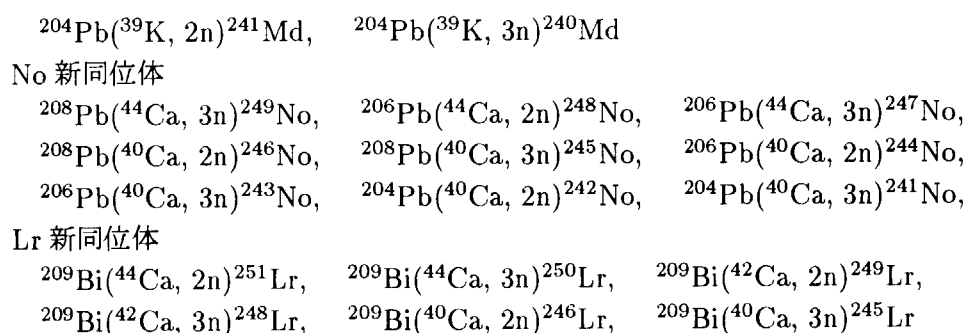 ²⁰⁴Pb(³⁹K, 2n)²⁴¹Md, ²⁰⁴Pb(³⁹K, 3n)²⁴⁰Md
No 新同位体
²⁰⁸Pb(⁴⁴Ca, 3n)²⁴⁹No, ²⁰⁶Pb(⁴⁴Ca, 2n)²⁴⁸No, ²⁰⁶Pb(⁴⁴Ca, 3n)²⁴⁷No,
²⁰⁸Pb(⁴⁰Ca, 2n)²⁴⁶No, ²⁰⁸Pb(⁴⁰Ca, 3n)²⁴⁵No, ²⁰⁶Pb(⁴⁰Ca, 2n)²⁴⁴No,
²⁰⁶Pb(⁴⁰Ca, 3n)²⁴³No, ²⁰⁴Pb(⁴⁰Ca, 2n)²⁴²No, ²⁰⁴Pb(⁴⁰Ca, 3n)²⁴¹No,
Lr 新同位体
²⁰⁹Bi(⁴⁴Ca, 2n)²⁵¹Lr, ²⁰⁹Bi(⁴⁴Ca, 3n)²⁵⁰Lr, ²⁰⁹Bi(⁴²Ca, 2n)²⁴⁹Lr,
²⁰⁹Bi(⁴²Ca, 3n)²⁴⁸Lr, ²⁰⁹Bi(⁴⁰Ca, 2n)²⁴⁶Lr, ²⁰⁹Bi(⁴⁰Ca, 3n)²⁴⁵Lr